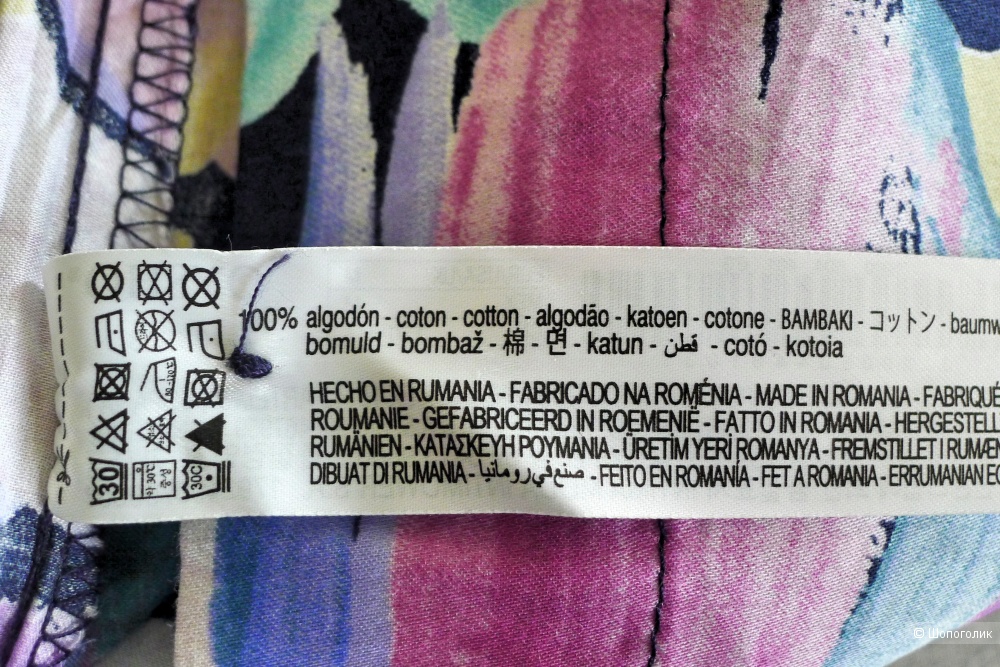 100% algodón - coton - cotton - algodão - katoen - cotone - BAMBAKI - コットン - baumw
bomuld - bombaž - 棉 - 면 - katun - قطن - cotó - kotoia
HECHO EN RUMANIA - FABRICADO NA ROMÉNIA - MADE IN ROMANIA - FABRIQUÉ
ROUMANIE - GEFABRICEERD IN ROEMENIË - FATTO IN ROMANIA - HERGESTELL
RUMÄNIEN - ΚΑΤΑΣΚΕΥΗ ΡΟΥΜΑΝΙΑ - ÜRETİM YERİ ROMANYA - FREMSTILLET I RUMÆN
DIBUAT DI RUMANIA - صنع في رومانيا - FEITO EN ROMANÍA - FET A ROMANIA - ERRUMANIAN EG
30
30C
© Шопоголик